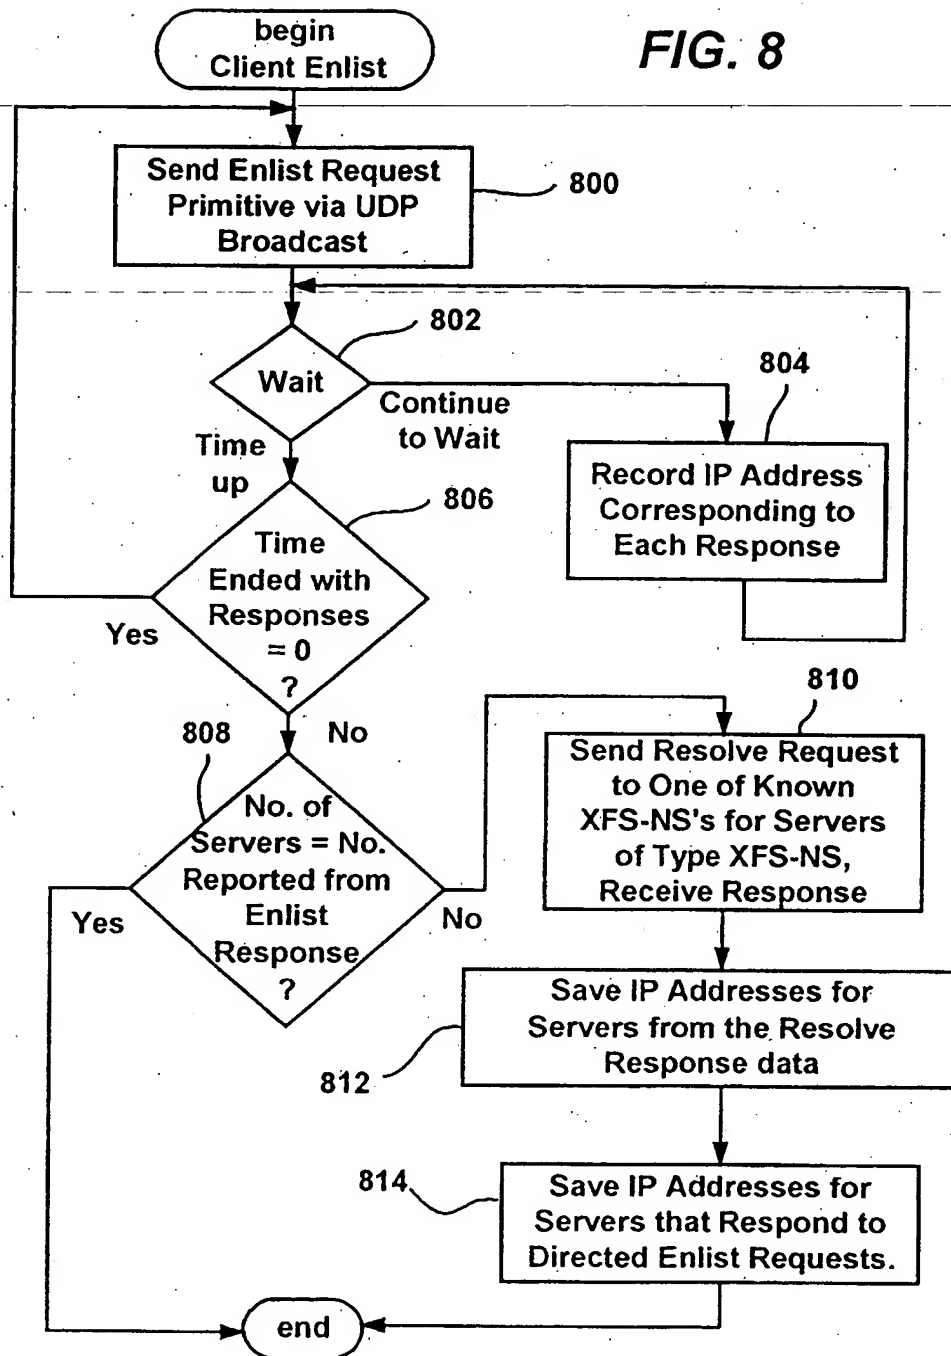 FIG. 8
begin
Client Enlist
Send Enlist Request
Primitive via UDP
Broadcast
800
802
Wait
Continue
to Wait
Time
up
804
Record IP Address
Corresponding to
Each Response
806
Time
Ended with
Responses
= 0
?
Yes
No
808
No. of
Servers = No.
Reported from
Enlist
Response
?
Yes
No
810
Send Resolve Request
to One of Known
XFS-NS's for Servers
of Type XFS-NS,
Receive Response
Save IP Addresses for
Servers from the Resolve
Response data
812
814
Save IP Addresses for
Servers that Respond to
Directed Enlist Requests.
end